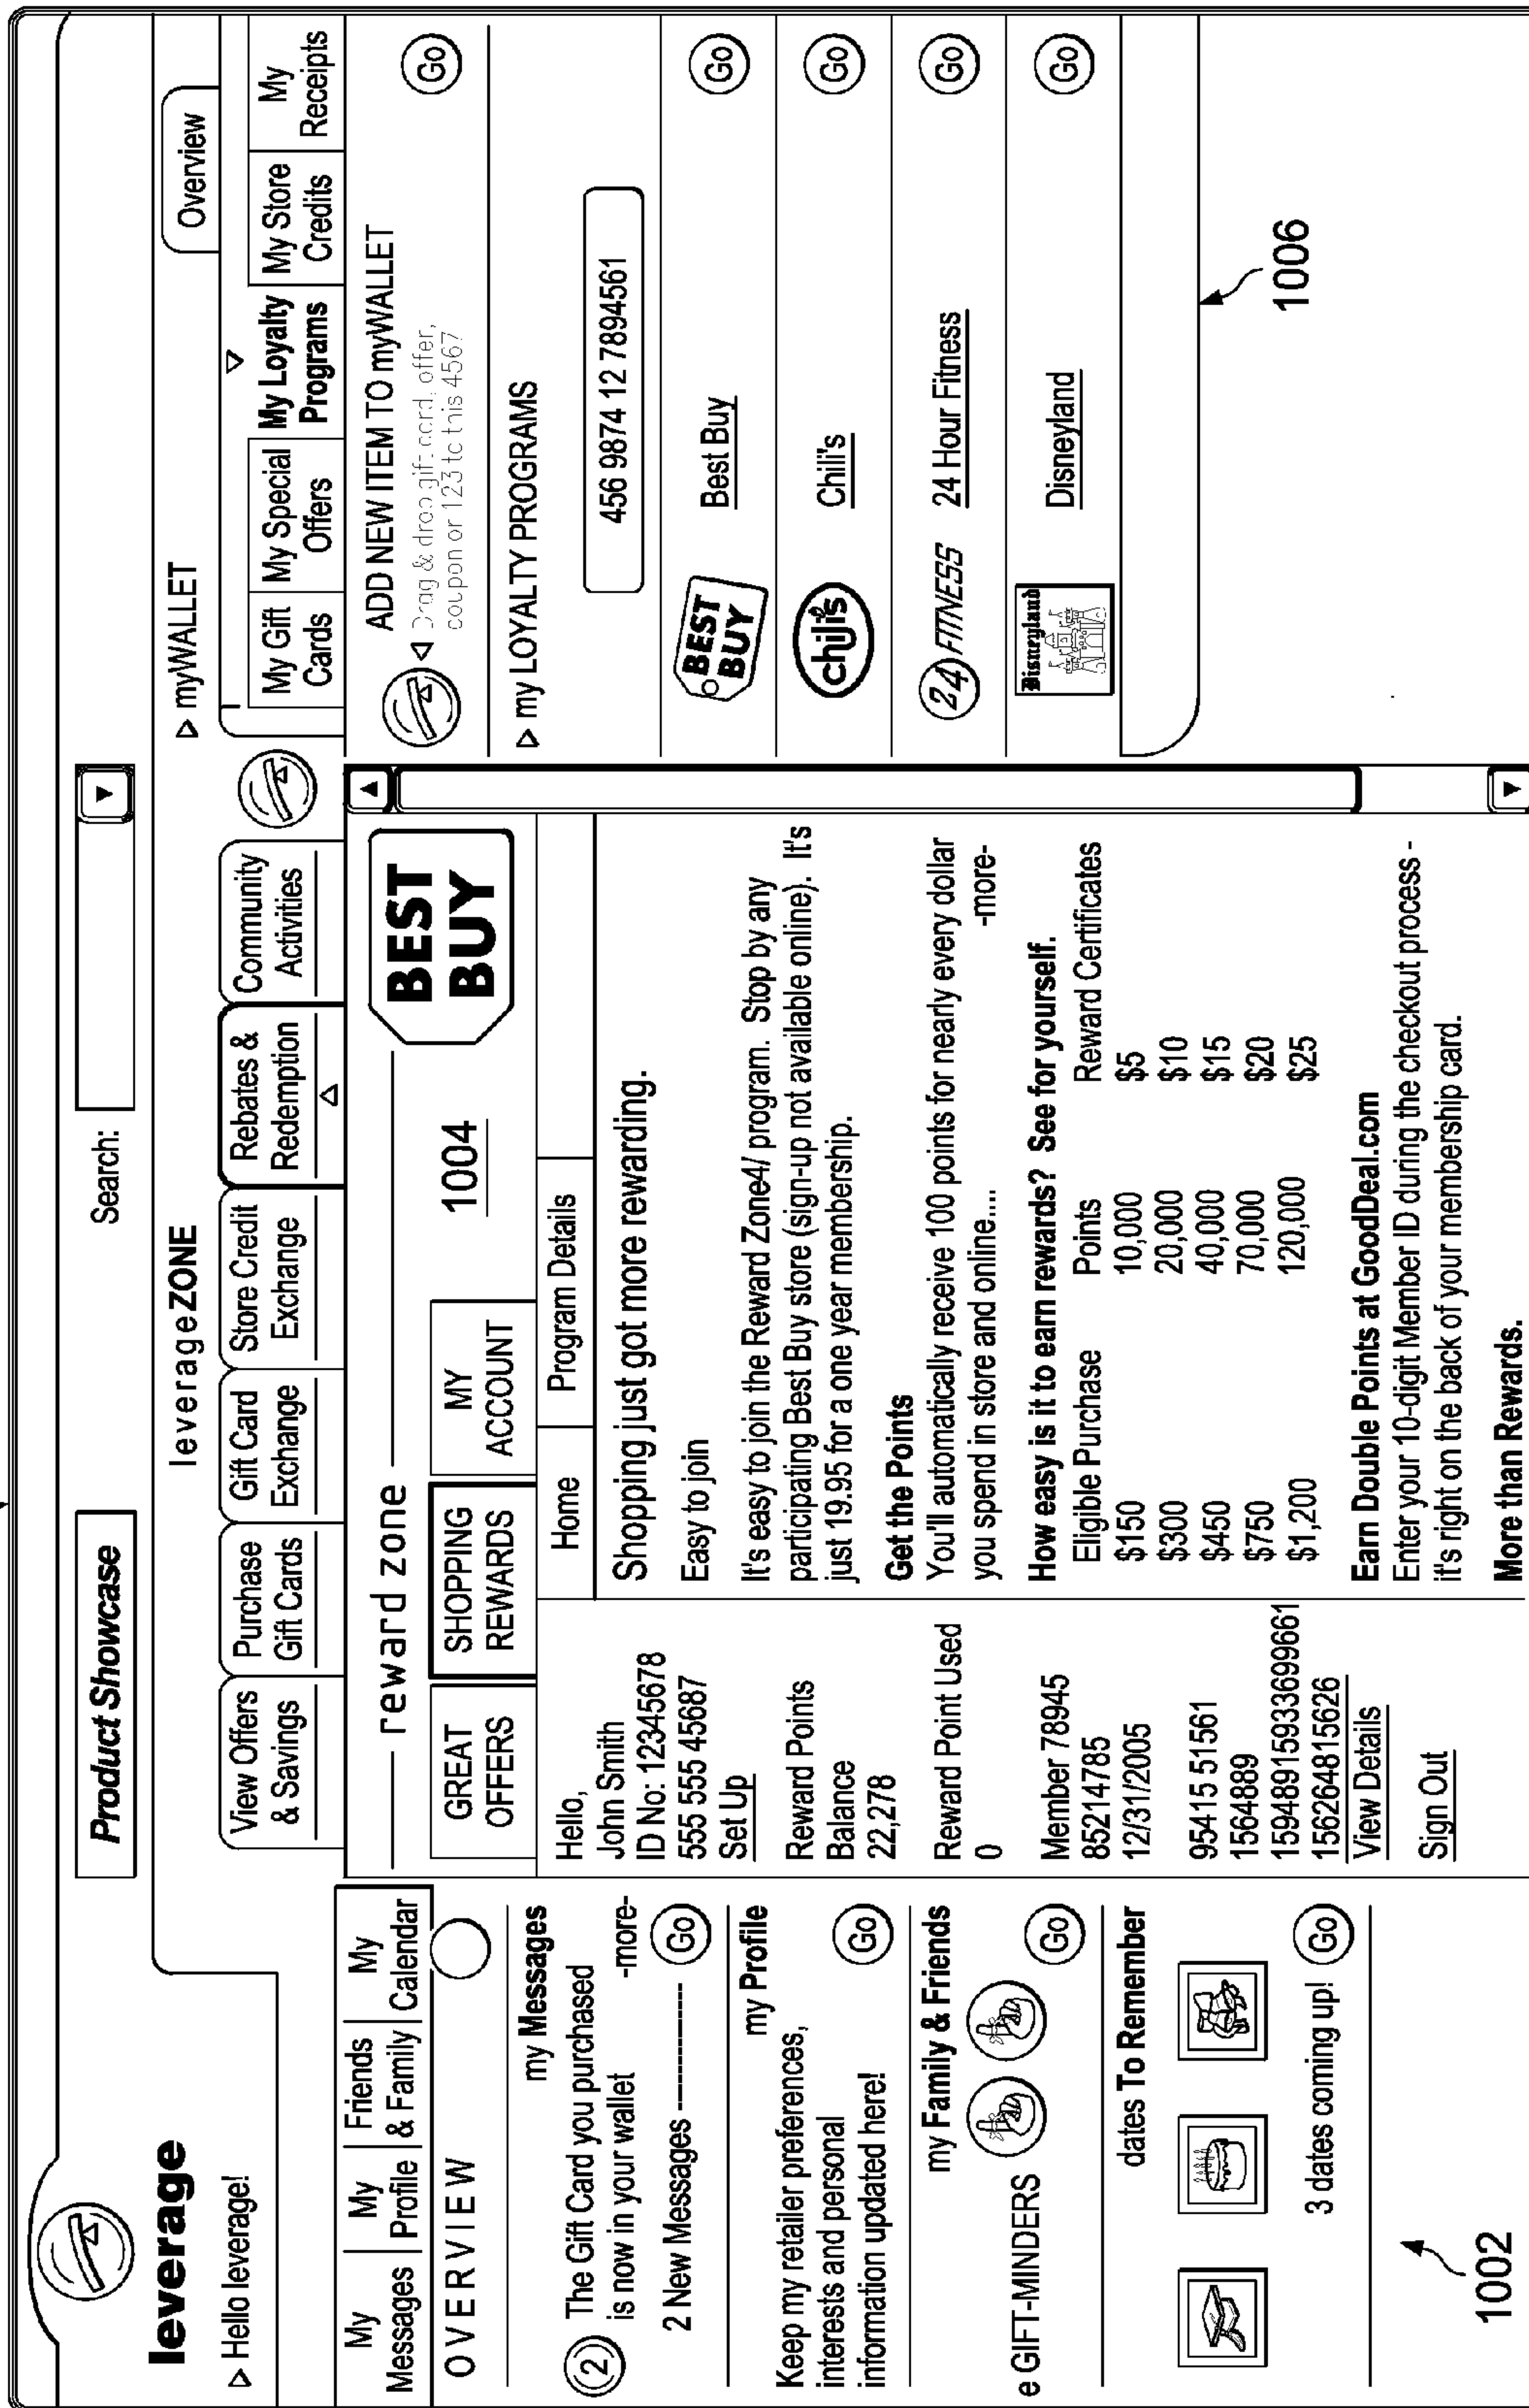 leverage
Product Showcase
Search:
▷ Hello leverage!
leverageZONE
▷ myWALLET
Overview
My Messages
My Profile
Friends & Family
My Calendar
OVERVIEW
my Messages
2
The Gift Card you purchased
is now in your wallet
-more-
2 New Messages --------------
Go
my Profile
Keep my retailer preferences,
interests and personal
information updated here!
Go
my Family & Friends
e GIFT-MINDERS
Go
dates To Remember
3 dates coming up!
Go
1002
View Offers
& Savings
Purchase
Gift Cards
Gift Card
Exchange
Store Credit
Exchange
Rebates &
Redemption
Community
Activities
reward zone
BEST
BUY
GREAT
OFFERS
SHOPPING
REWARDS
MY
ACCOUNT
1004
Home
Program Details
Hello,
John Smith
ID No: 12345678
555 555 45687
Set Up
Reward Points
Balance
22,278
Reward Point Used
0
Member 78945
85214785
12/31/2005
95415 51561
1564889
1594891593369966​1
156264815626
View Details
Sign Out
Shopping just got more rewarding.
Easy to join
It's easy to join the Reward Zone4/ program. Stop by any
participating Best Buy store (sign-up not available online). It's
just 19.95 for a one year membership.
Get the Points
You'll automatically receive 100 points for nearly every dollar
you spend in store and online....
-more-
How easy is it to earn rewards? See for yourself.
Eligible Purchase Points Reward Certificates
$150 10,000 $5
$300 20,000 $10
$450 40,000 $15
$750 70,000 $20
$1,200 120,000 $25
Earn Double Points at GoodDeal.com
Enter your 10-digit Member ID during the checkout process -
it's right on the back of your membership card.
More than Rewards.
My Gift
Cards
My Special
Offers
My Loyalty
Programs
My Store
Credits
My
Receipts
ADD NEW ITEM TO myWALLET
Drag & drop gift card, offer,
coupon or 123 to this 4567
Go
▷ my LOYALTY PROGRAMS
456 9874 12 7894561
BEST
BUY
Best Buy
Go
chili's
Chili's
Go
24 FITNESS
24 Hour Fitness
Go
Disneyland
Disneyland
Go
1006